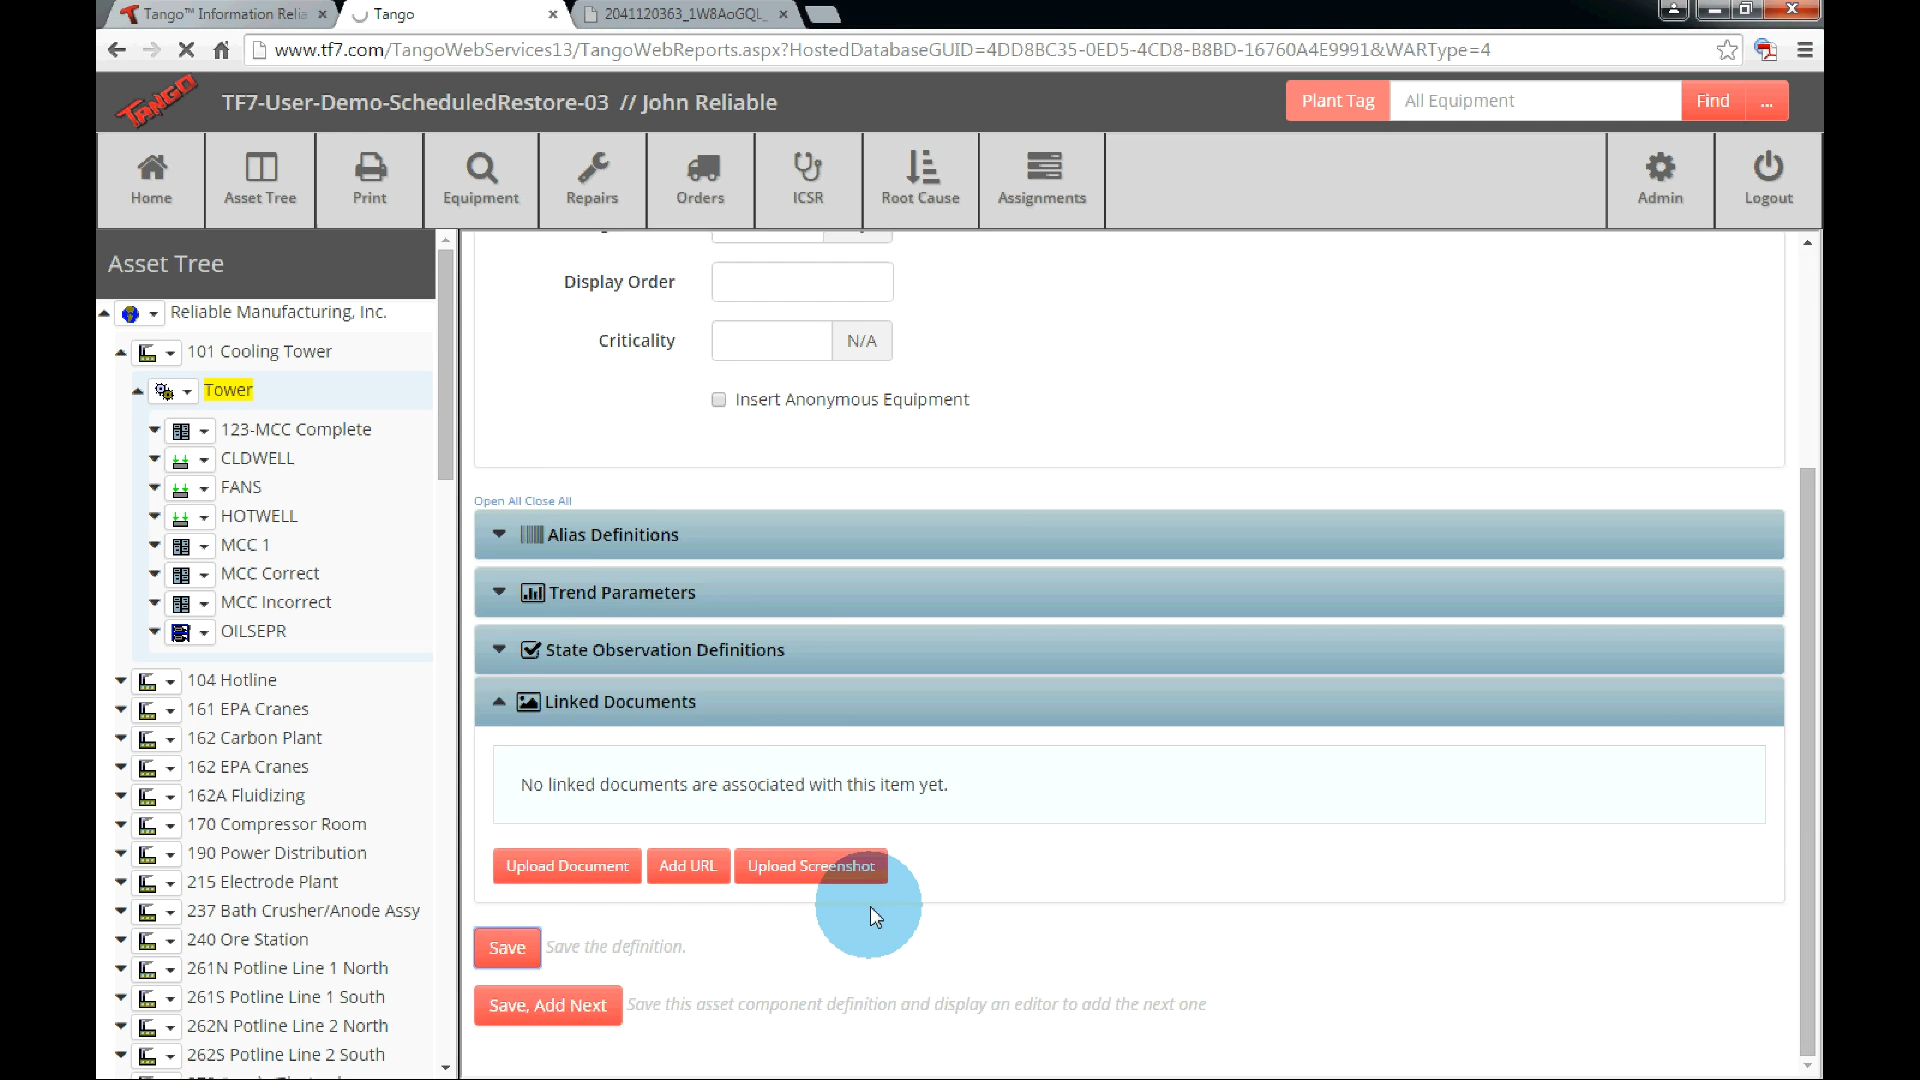 Tango™ Information Relia
Tango
2041120363_1W8AoGQL_
www.tf7.com/TangoWebServices13/TangoWebReports.aspx?HostedDatabaseGUID=4DD8BC35-0ED5-4CD8-B8BD-16760A4E9991&WARType=4
TANGO
TF7-User-Demo-ScheduledRestore-03 // John Reliable
Plant Tag
All Equipment
Find
...
Home
Asset Tree
Print
Equipment
Repairs
Orders
ICSR
Root Cause
Assignments
Admin
Logout
Asset Tree
Reliable Manufacturing, Inc.
101 Cooling Tower
Tower
123-MCC Complete
CLDWELL
FANS
HOTWELL
MCC 1
MCC Correct
MCC Incorrect
OILSEPR
104 Hotline
161 EPA Cranes
162 Carbon Plant
162 EPA Cranes
162A Fluidizing
170 Compressor Room
190 Power Distribution
215 Electrode Plant
237 Bath Crusher/Anode Assy
240 Ore Station
261N Potline Line 1 North
261S Potline Line 1 South
262N Potline Line 2 North
262S Potline Line 2 South
Display Order
Criticality
N/A
Insert Anonymous Equipment
Open All Close All
Alias Definitions
Trend Parameters
State Observation Definitions
Linked Documents
No linked documents are associated with this item yet.
Upload Document
Add URL
Upload Screenshot
Save
Save the definition.
Save, Add Next
Save this asset component definition and display an editor to add the next one